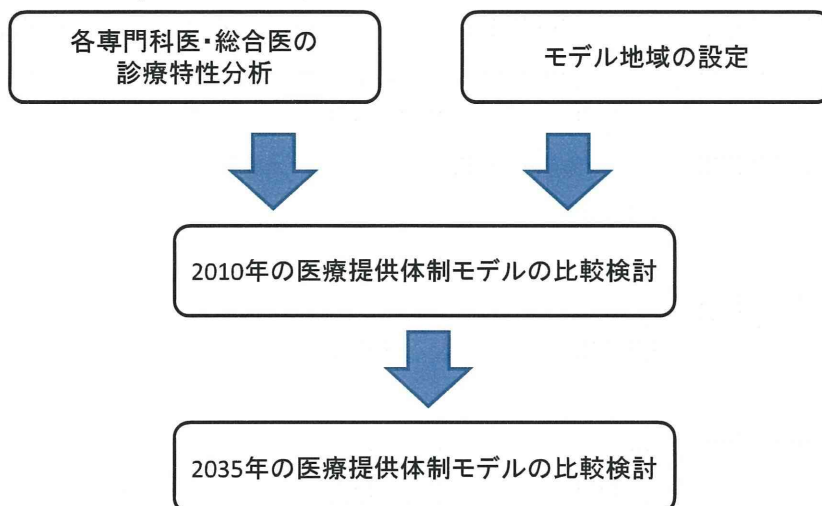 各専門科医・総合医の
診療特性分析
モデル地域の設定
2010年の医療提供体制モデルの比較検討
2035年の医療提供体制モデルの比較検討